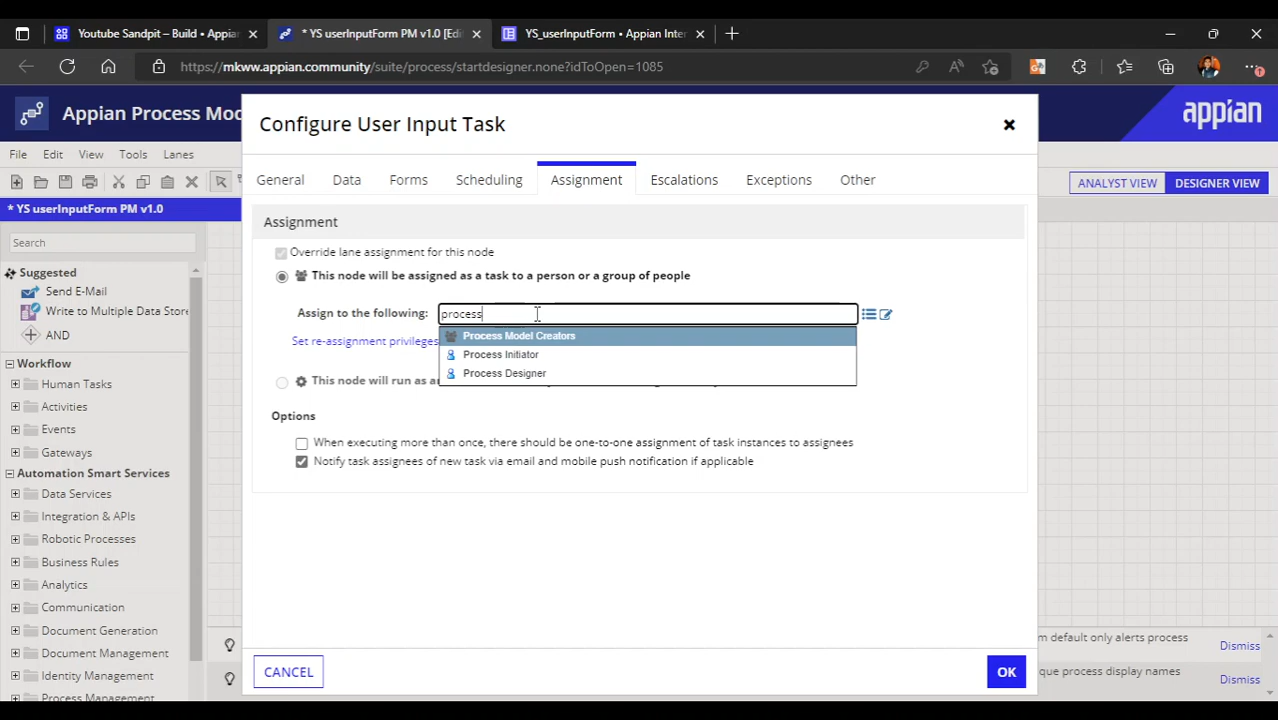 Youtube Sandpit – Build • Appian
* YS userInputForm PM v1.0 [Edi
YS_userInputForm • Appian Inter
https://mkww.appian.community/suite/process/startdesigner.none?idToOpen=1085
Appian Process Mod
appian
File Edit View Tools Lanes
ANALYST VIEW DESIGNER VIEW
* YS userInputForm PM v1.0
Search
Suggested
Send E-Mail
Write to Multiple Data Store
AND
Workflow
Human Tasks
Activities
Events
Gateways
Automation Smart Services
Data Services
Integration & APIs
Robotic Processes
Business Rules
Analytics
Communication
Document Generation
Document Management
Identity Management
Process Management
Configure User Input Task
General Data Forms Scheduling Assignment Escalations Exceptions Other
Assignment
Override lane assignment for this node
This node will be assigned as a task to a person or a group of people
Assign to the following: process
Process Model Creators
Set re-assignment privileges
Process Initiator
Process Designer
This node will run as a
Options
When executing more than once, there should be one-to-one assignment of task instances to assignees
Notify task assignees of new task via email and mobile push notification if applicable
CANCEL OK
m default only alerts process
Dismiss
que process display names
Dismiss